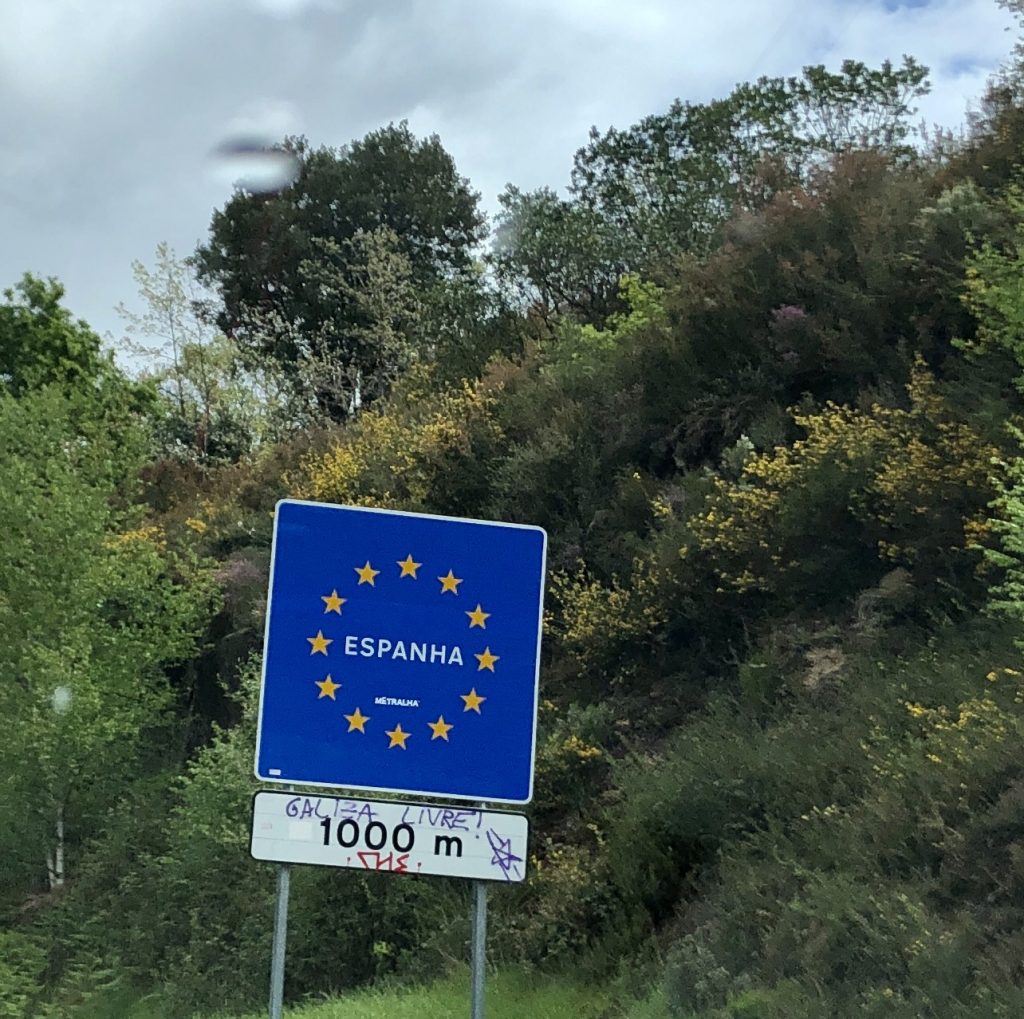 ESPANHA
METRALHA
GALIZA LIVRE!
1000 m